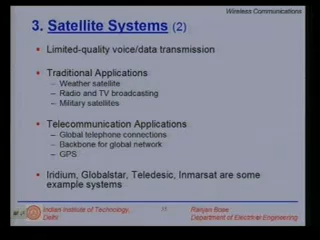 Wireless Communications
3. Satellite Systems (2)
• Limited-quality voice/data transmission
• Traditional Applications
– Weather satellite
– Radio and TV broadcasting
– Military satellites
• Telecommunication Applications
– Global telephone connections
– Backbone for global network
– GPS
• Iridium, Globalstar, Teledesic, Inmarsat are some
example systems
Indian Institute of Technology,
Delhi
Ranjan Bose
Department of Electrical Engineering